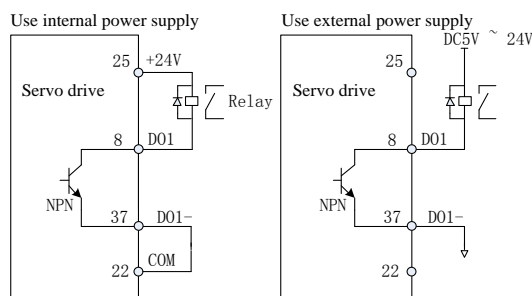 Use internal power supply
25 +24V
Servo drive
Relay
8 DO1
NPN
37 DO1-
22 COM
Use external power supply
DC5V ~ 24V
25
Servo drive
8 DO1
NPN
37 DO1-
22